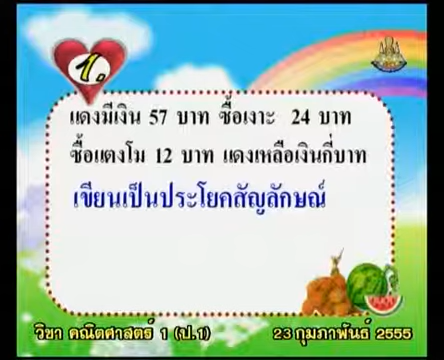 1.
แดงมีเงิน 57 บาท ซื้อเงาะ 24 บาท
ซื้อแตงโม 12 บาท แดงเหลือเงินกี่บาท
เขียนเป็นประโยคสัญลักษณ์
วิชา คณิตศาสตร์ 1 (ป.1)
23 กุมภาพันธ์ 2555